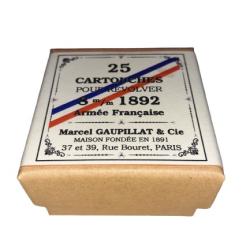 25
CARTOUCHES
POUR REVOLVER
8 m/m 1892
Armée Française
Marcel GAUPILLAT & Cie
MAISON FONDÉE EN 1891
37 et 39, Rue Bouret, PARIS